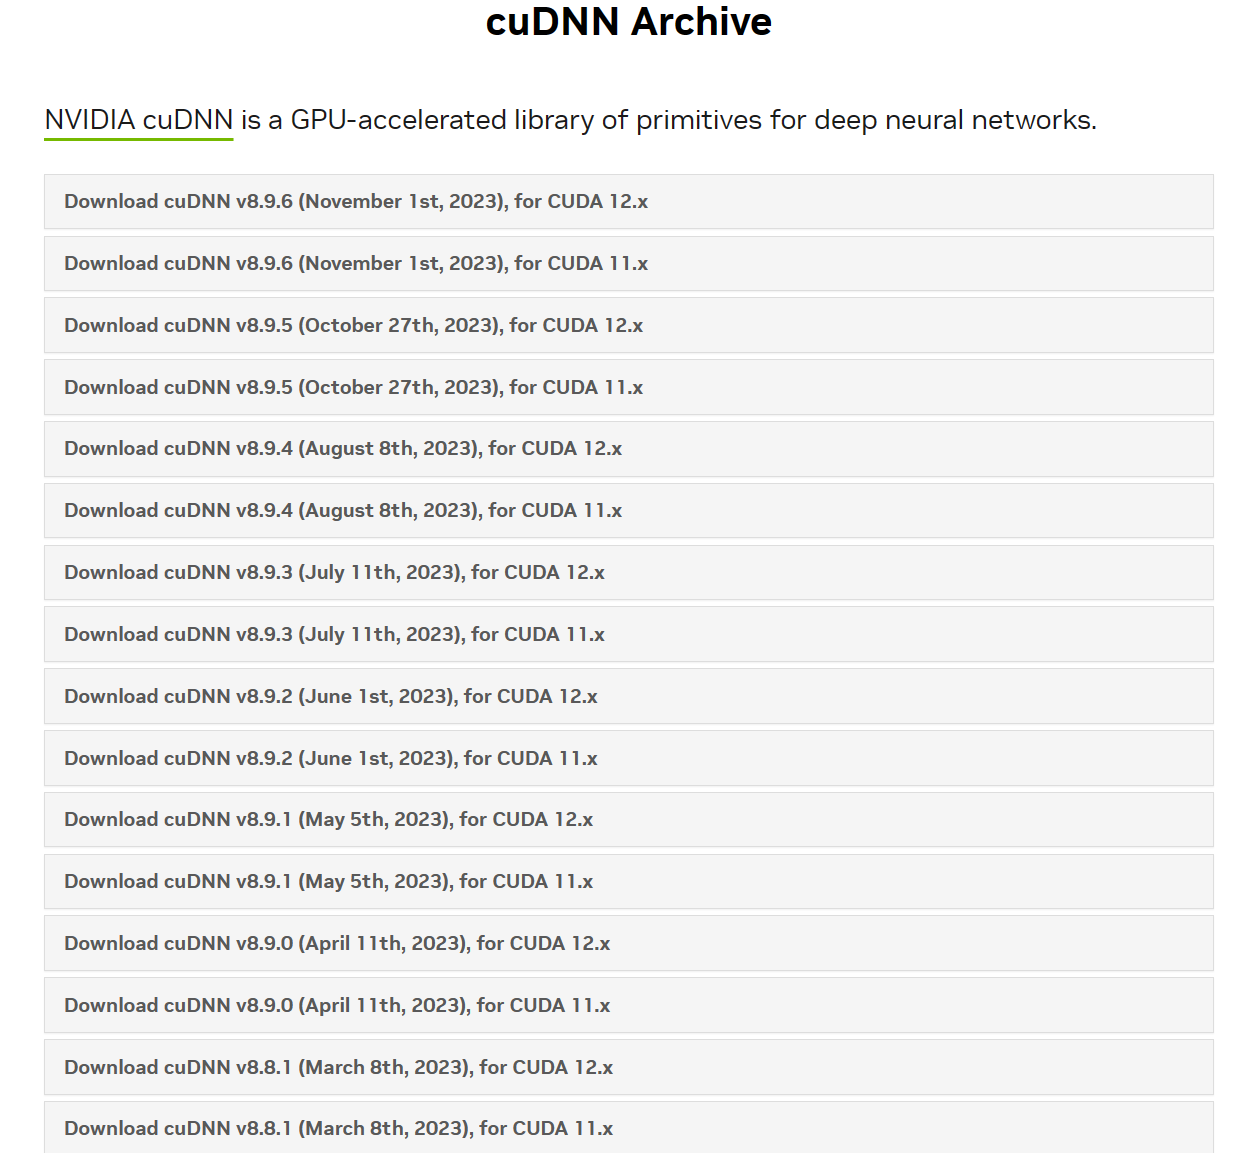 cuDNN Archive
NVIDIA cuDNN is a GPU-accelerated library of primitives for deep neural networks.
Download cuDNN v8.9.6 (November 1st, 2023), for CUDA 12.x
Download cuDNN v8.9.6 (November 1st, 2023), for CUDA 11.x
Download cuDNN v8.9.5 (October 27th, 2023), for CUDA 12.x
Download cuDNN v8.9.5 (October 27th, 2023), for CUDA 11.x
Download cuDNN v8.9.4 (August 8th, 2023), for CUDA 12.x
Download cuDNN v8.9.4 (August 8th, 2023), for CUDA 11.x
Download cuDNN v8.9.3 (July 11th, 2023), for CUDA 12.x
Download cuDNN v8.9.3 (July 11th, 2023), for CUDA 11.x
Download cuDNN v8.9.2 (June 1st, 2023), for CUDA 12.x
Download cuDNN v8.9.2 (June 1st, 2023), for CUDA 11.x
Download cuDNN v8.9.1 (May 5th, 2023), for CUDA 12.x
Download cuDNN v8.9.1 (May 5th, 2023), for CUDA 11.x
Download cuDNN v8.9.0 (April 11th, 2023), for CUDA 12.x
Download cuDNN v8.9.0 (April 11th, 2023), for CUDA 11.x
Download cuDNN v8.8.1 (March 8th, 2023), for CUDA 12.x
Download cuDNN v8.8.1 (March 8th, 2023), for CUDA 11.x